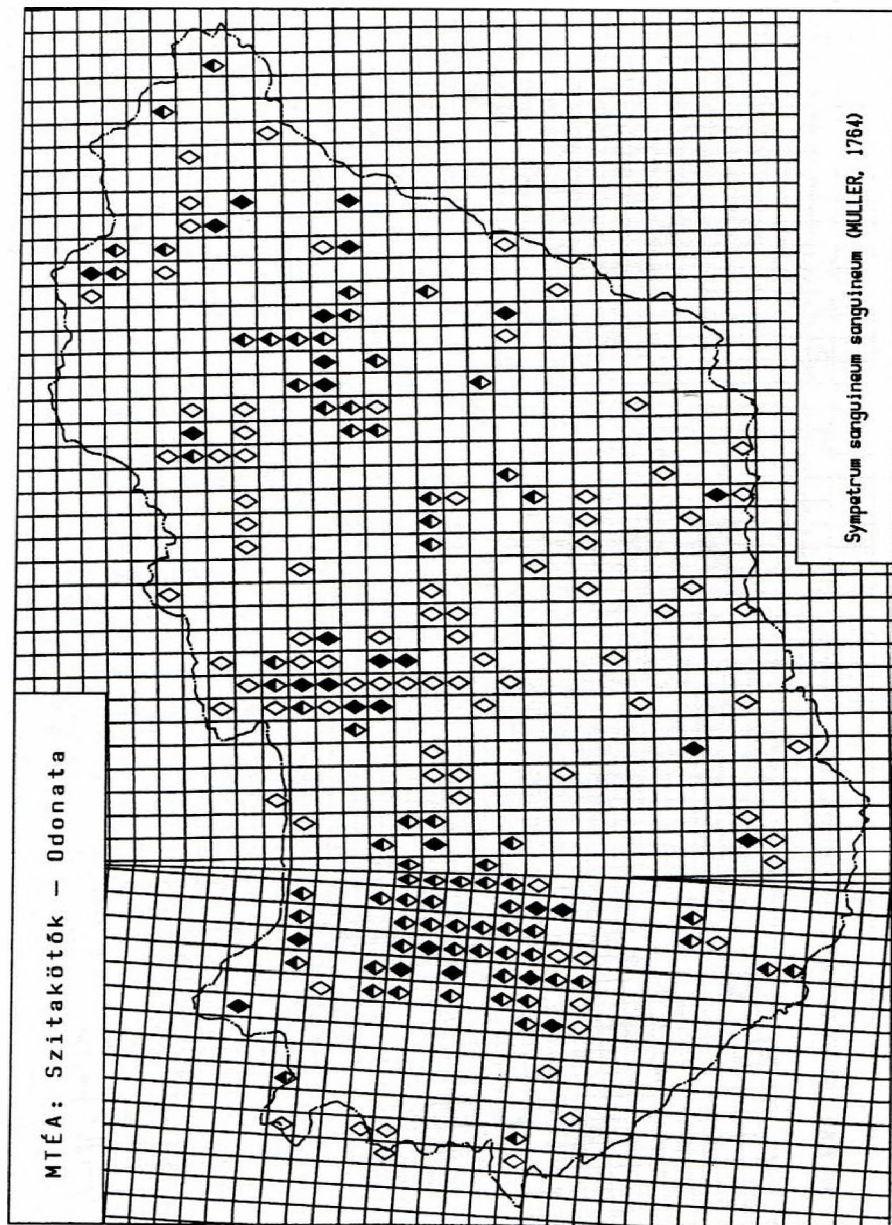 MTÉA: Szitakötők — Odonata
Sympetrum sanguineum sanguineum (MULLER, 1764)